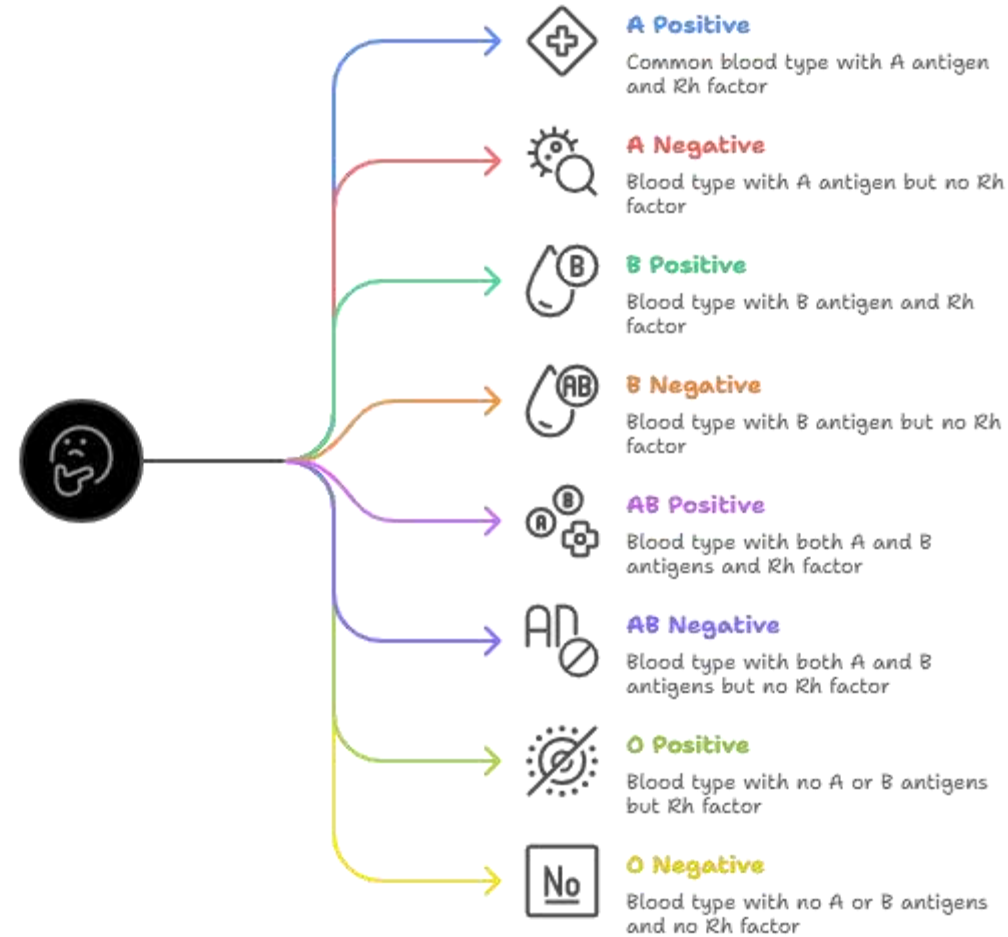 A Positive
Common blood type with A antigen
and Rh factor
A Negative
Blood type with A antigen but no Rh
factor
B
B Positive
Blood type with B antigen and Rh
factor
AB
B Negative
Blood type with B antigen but no Rh
factor
B
A
AB Positive
Blood type with both A and B
antigens and Rh factor
AB Negative
Blood type with both A and B
antigens but no Rh factor
O Positive
Blood type with no A or B antigens
but Rh factor
No
O Negative
Blood type with no A or B antigens
and no Rh factor